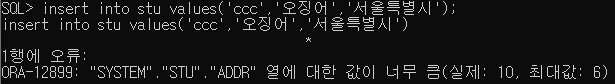 SQL> insert into stu values('ccc','오징어','서울특별시');
insert into stu values('ccc','오징어','서울특별시')
*
1행에 오류:
ORA-12899: "SYSTEM"."STU"."ADDR" 열에 대한 값이 너무 큼(실제: 10, 최대값: 6)